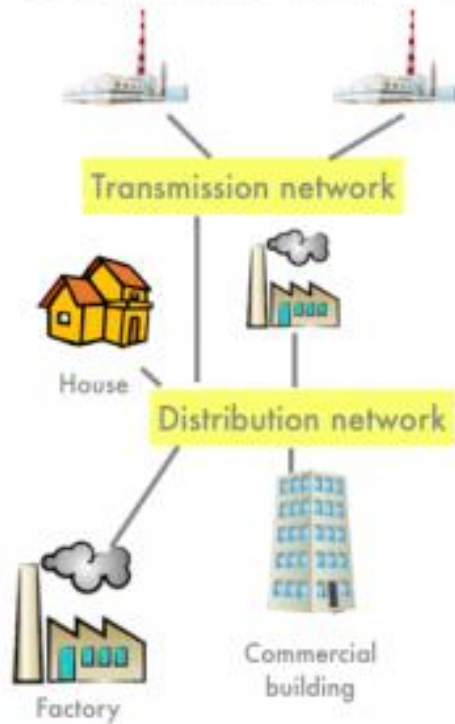 Transmission network
House
Distribution network
Commercial
building
Factory